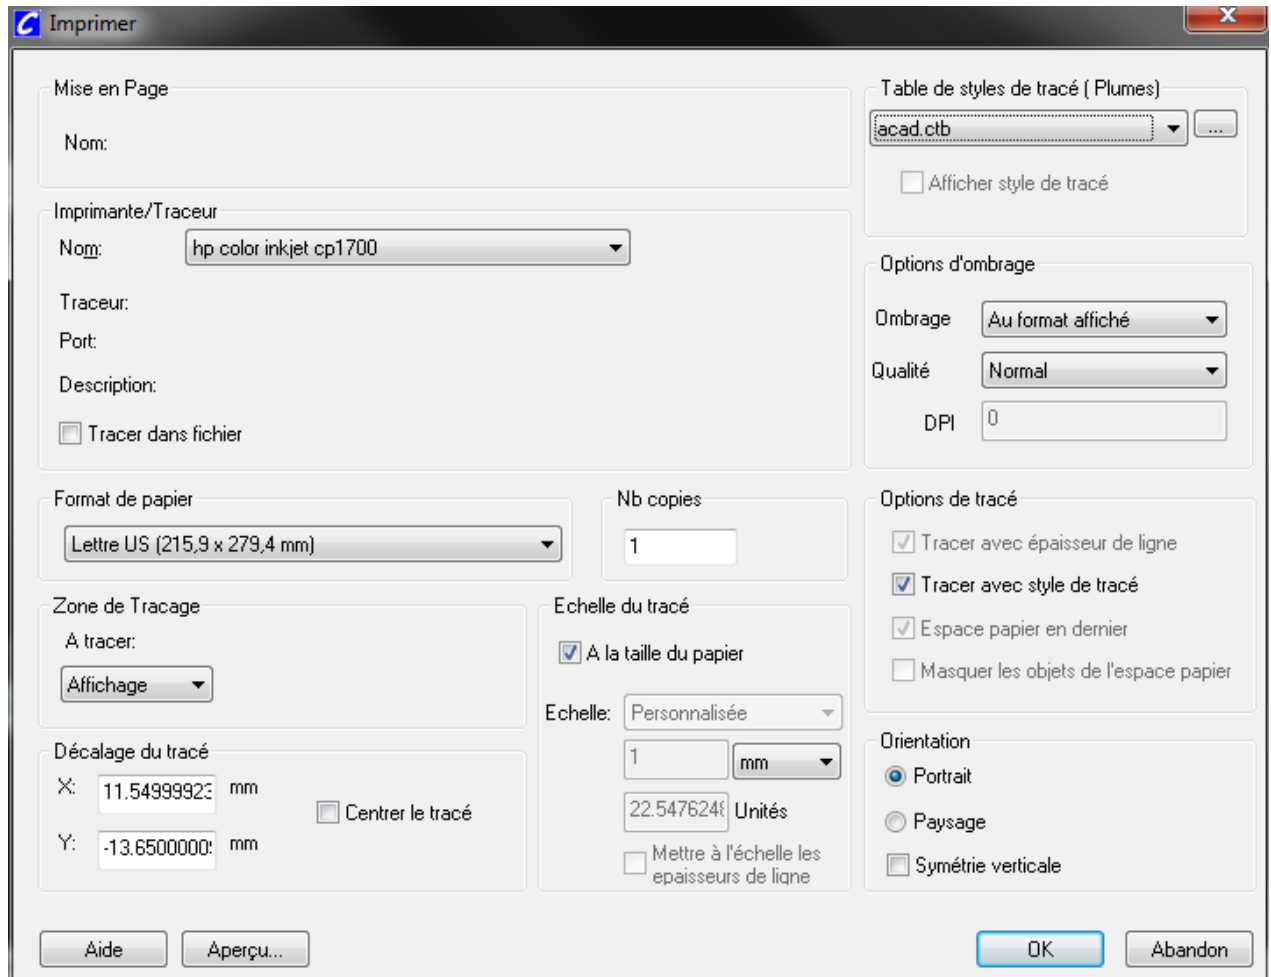 Imprimer
Mise en Page
Nom:
Imprimante/Traceur
Nom: hp color inkjet cp1700
Traceur:
Port:
Description:
Tracer dans fichier
Format de papier
Lettre US (215,9 x 279,4 mm)
Nb copies
1
Zone de Tracage
A tracer:
Affichage
Décalage du tracé
X: 11.54999923 mm
Y: -13.6500000 mm
Centrer le tracé
Echelle du tracé
A la taille du papier
Echelle: Personnalisée
1 mm
22.5476248 Unités
Mettre à l'échelle les
epaisseurs de ligne
Table de styles de tracé ( Plumes)
acad.ctb ...
Afficher style de tracé
Options d'ombrage
Ombrage Au format affiché
Qualité Normal
DPI 0
Options de tracé
Tracer avec épaisseur de ligne
Tracer avec style de tracé
Espace papier en dernier
Masquer les objets de l'espace papier
Orientation
Portrait
Paysage
Symétrie verticale
Aide Aperçu... OK Abandon